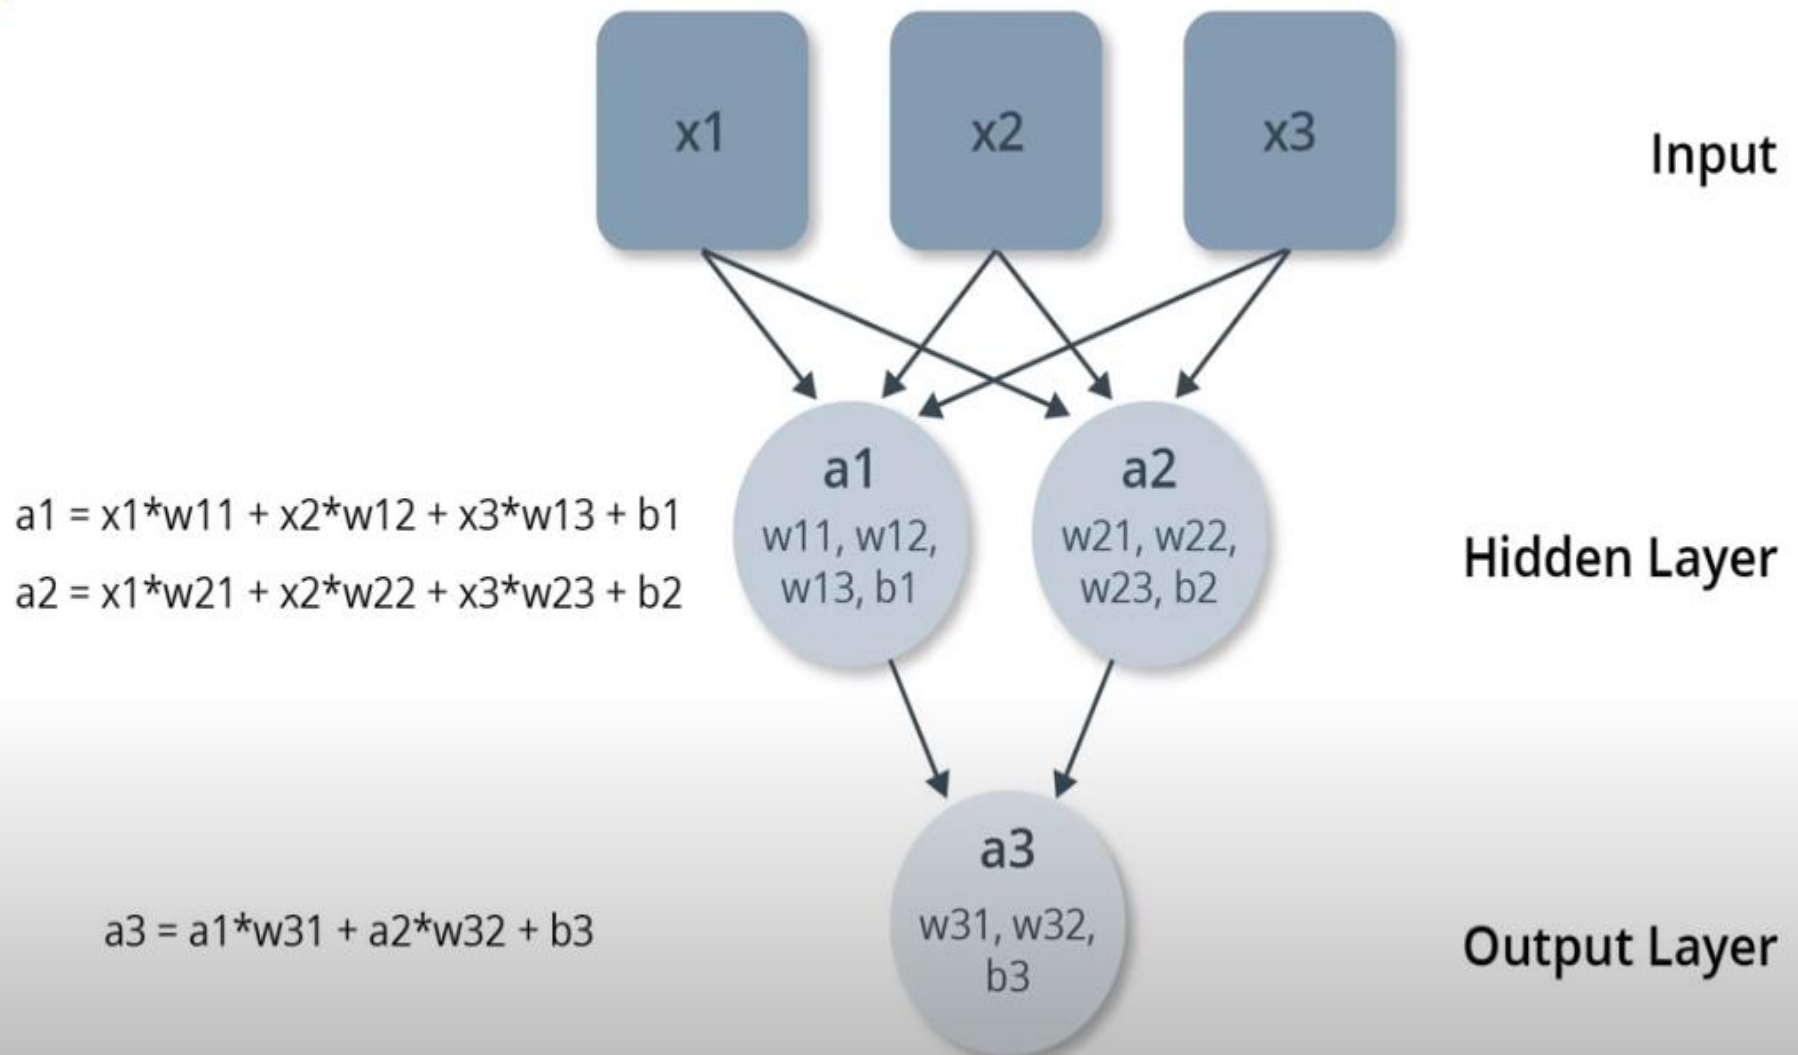 x1
x2
x3
Input
a1 = x1*w11 + x2*w12 + x3*w13 + b1
a2 = x1*w21 + x2*w22 + x3*w23 + b2
a1
w11, w12,
w13, b1
a2
w21, w22,
w23, b2
Hidden Layer
a3 = a1*w31 + a2*w32 + b3
a3
w31, w32,
b3
Output Layer